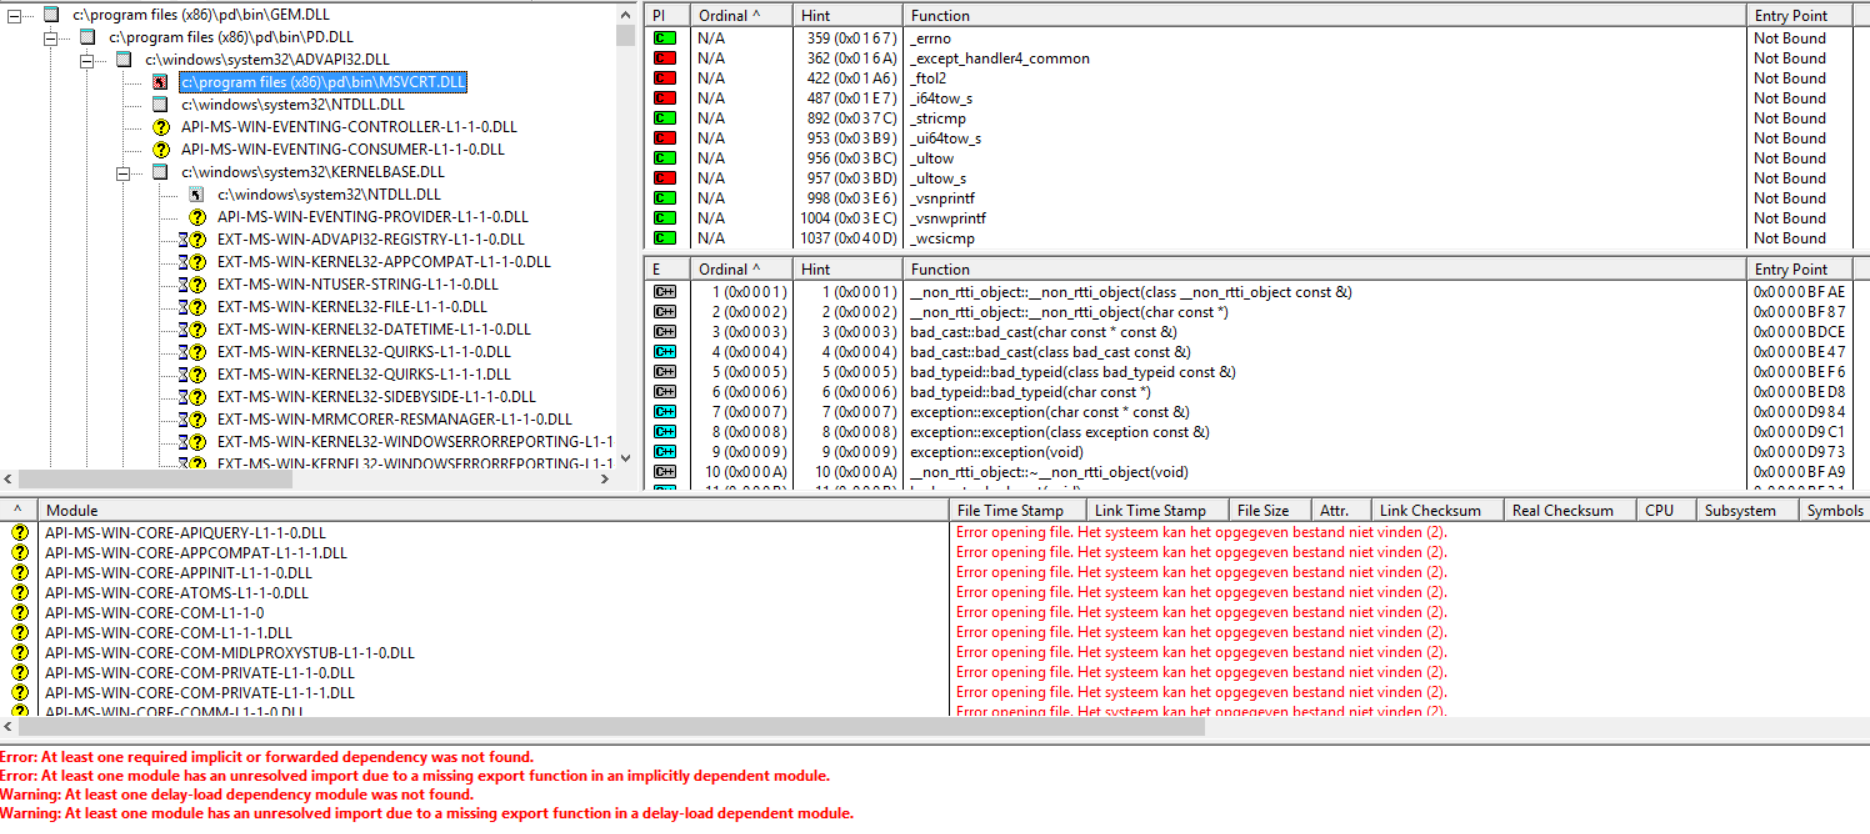 c:\program files (x86)\pd\bin\GEM.DLL
c:\program files (x86)\pd\bin\PD.DLL
c:\windows\system32\ADVAPI32.DLL
c:\program files (x86)\pd\bin\MSVCRT.DLL
c:\windows\system32\NTDLL.DLL
API-MS-WIN-EVENTING-CONTROLLER-L1-1-0.DLL
API-MS-WIN-EVENTING-CONSUMER-L1-1-0.DLL
c:\windows\system32\KERNELBASE.DLL
c:\windows\system32\NTDLL.DLL
API-MS-WIN-EVENTING-PROVIDER-L1-1-0.DLL
EXT-MS-WIN-ADVAPI32-REGISTRY-L1-1-0.DLL
EXT-MS-WIN-KERNEL32-APPCOMPAT-L1-1-0.DLL
EXT-MS-WIN-NTUSER-STRING-L1-1-0.DLL
EXT-MS-WIN-KERNEL32-FILE-L1-1-0.DLL
EXT-MS-WIN-KERNEL32-DATETIME-L1-1-0.DLL
EXT-MS-WIN-KERNEL32-QUIRKS-L1-1-0.DLL
EXT-MS-WIN-KERNEL32-QUIRKS-L1-1-1.DLL
EXT-MS-WIN-KERNEL32-SIDEBYSIDE-L1-1-0.DLL
EXT-MS-WIN-MRMCORER-RESMANAGER-L1-1-0.DLL
EXT-MS-WIN-KERNEL32-WINDOWSERRORREPORTING-L1-1
EXT-MS-WIN-KERNEL32-WINDOWSERRORREPORTING-L1-1
PI Ordinal ^ Hint Function Entry Point
C N/A 359 (0x0167) _errno Not Bound
C N/A 362 (0x016A) _except_handler4_common Not Bound
C N/A 422 (0x01A6) _ftol2 Not Bound
C N/A 487 (0x01E7) _i64tow_s Not Bound
C N/A 892 (0x037C) _stricmp Not Bound
C N/A 953 (0x03B9) _ui64tow_s Not Bound
C N/A 956 (0x03BC) _ultow Not Bound
C N/A 957 (0x03BD) _ultow_s Not Bound
C N/A 998 (0x03E6) _vsnprintf Not Bound
C N/A 1004 (0x03EC) _vsnwprintf Not Bound
C N/A 1037 (0x040D) _wcsicmp Not Bound
E Ordinal ^ Hint Function Entry Point
C++ 1 (0x0001) 1 (0x0001) __non_rtti_object::__non_rtti_object(class __non_rtti_object const &) 0x0000BFAE
C++ 2 (0x0002) 2 (0x0002) __non_rtti_object::__non_rtti_object(char const *) 0x0000BF87
C++ 3 (0x0003) 3 (0x0003) bad_cast::bad_cast(char const * const &) 0x0000BDCE
C++ 4 (0x0004) 4 (0x0004) bad_cast::bad_cast(class bad_cast const &) 0x0000BE47
C++ 5 (0x0005) 5 (0x0005) bad_typeid::bad_typeid(class bad_typeid const &) 0x0000BEF6
C++ 6 (0x0006) 6 (0x0006) bad_typeid::bad_typeid(char const *) 0x0000BED8
C++ 7 (0x0007) 7 (0x0007) exception::exception(char const * const &) 0x0000D984
C++ 8 (0x0008) 8 (0x0008) exception::exception(class exception const &) 0x0000D9C1
C++ 9 (0x0009) 9 (0x0009) exception::exception(void) 0x0000D973
C++ 10 (0x000A) 10 (0x000A) __non_rtti_object::~__non_rtti_object(void) 0x0000BFA9
^ Module File Time Stamp Link Time Stamp File Size Attr. Link Checksum Real Checksum CPU Subsystem Symbols
API-MS-WIN-CORE-APIQUERY-L1-1-0.DLL Error opening file. Het systeem kan het opgegeven bestand niet vinden (2).
API-MS-WIN-CORE-APPCOMPAT-L1-1-1.DLL Error opening file. Het systeem kan het opgegeven bestand niet vinden (2).
API-MS-WIN-CORE-APPINIT-L1-1-0.DLL Error opening file. Het systeem kan het opgegeven bestand niet vinden (2).
API-MS-WIN-CORE-ATOMS-L1-1-0.DLL Error opening file. Het systeem kan het opgegeven bestand niet vinden (2).
API-MS-WIN-CORE-COM-L1-1-0 Error opening file. Het systeem kan het opgegeven bestand niet vinden (2).
API-MS-WIN-CORE-COM-L1-1-1.DLL Error opening file. Het systeem kan het opgegeven bestand niet vinden (2).
API-MS-WIN-CORE-COM-MIDLPROXYSTUB-L1-1-0.DLL Error opening file. Het systeem kan het opgegeven bestand niet vinden (2).
API-MS-WIN-CORE-COM-PRIVATE-L1-1-0.DLL Error opening file. Het systeem kan het opgegeven bestand niet vinden (2).
API-MS-WIN-CORE-COM-PRIVATE-L1-1-1.DLL Error opening file. Het systeem kan het opgegeven bestand niet vinden (2).
API-MS-WIN-CORE-COMM-L1-1-0.DLL Error opening file. Het systeem kan het opgegeven bestand niet vinden (2).
Error: At least one required implicit or forwarded dependency was not found.
Error: At least one module has an unresolved import due to a missing export function in an implicitly dependent module.
Warning: At least one delay-load dependency module was not found.
Warning: At least one module has an unresolved import due to a missing export function in a delay-load dependent module.